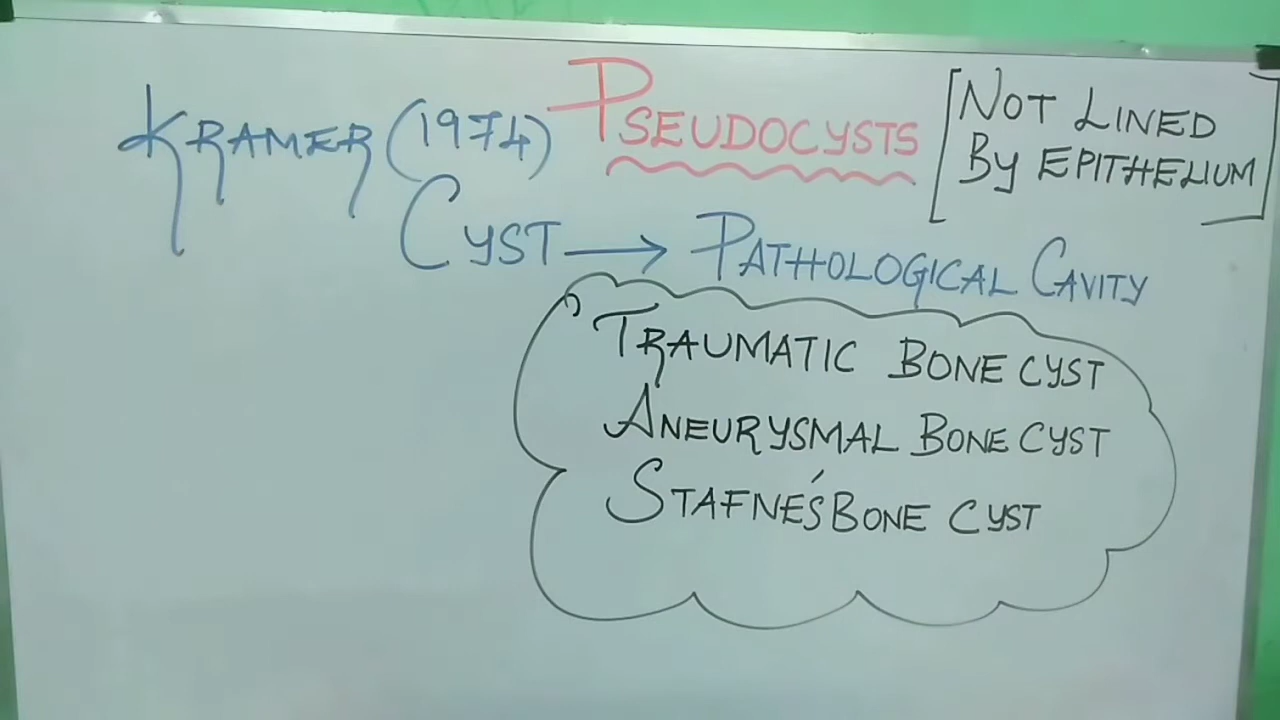 KRAMER (1974) PSEUDOCYSTS [NOT LINED
BY EPITHELIUM]
CYST → PATHOLOGICAL CAVITY
TRAUMATIC BONE CYST
ANEURYSMAL BONE CYST
STAFNE'S BONE CYST